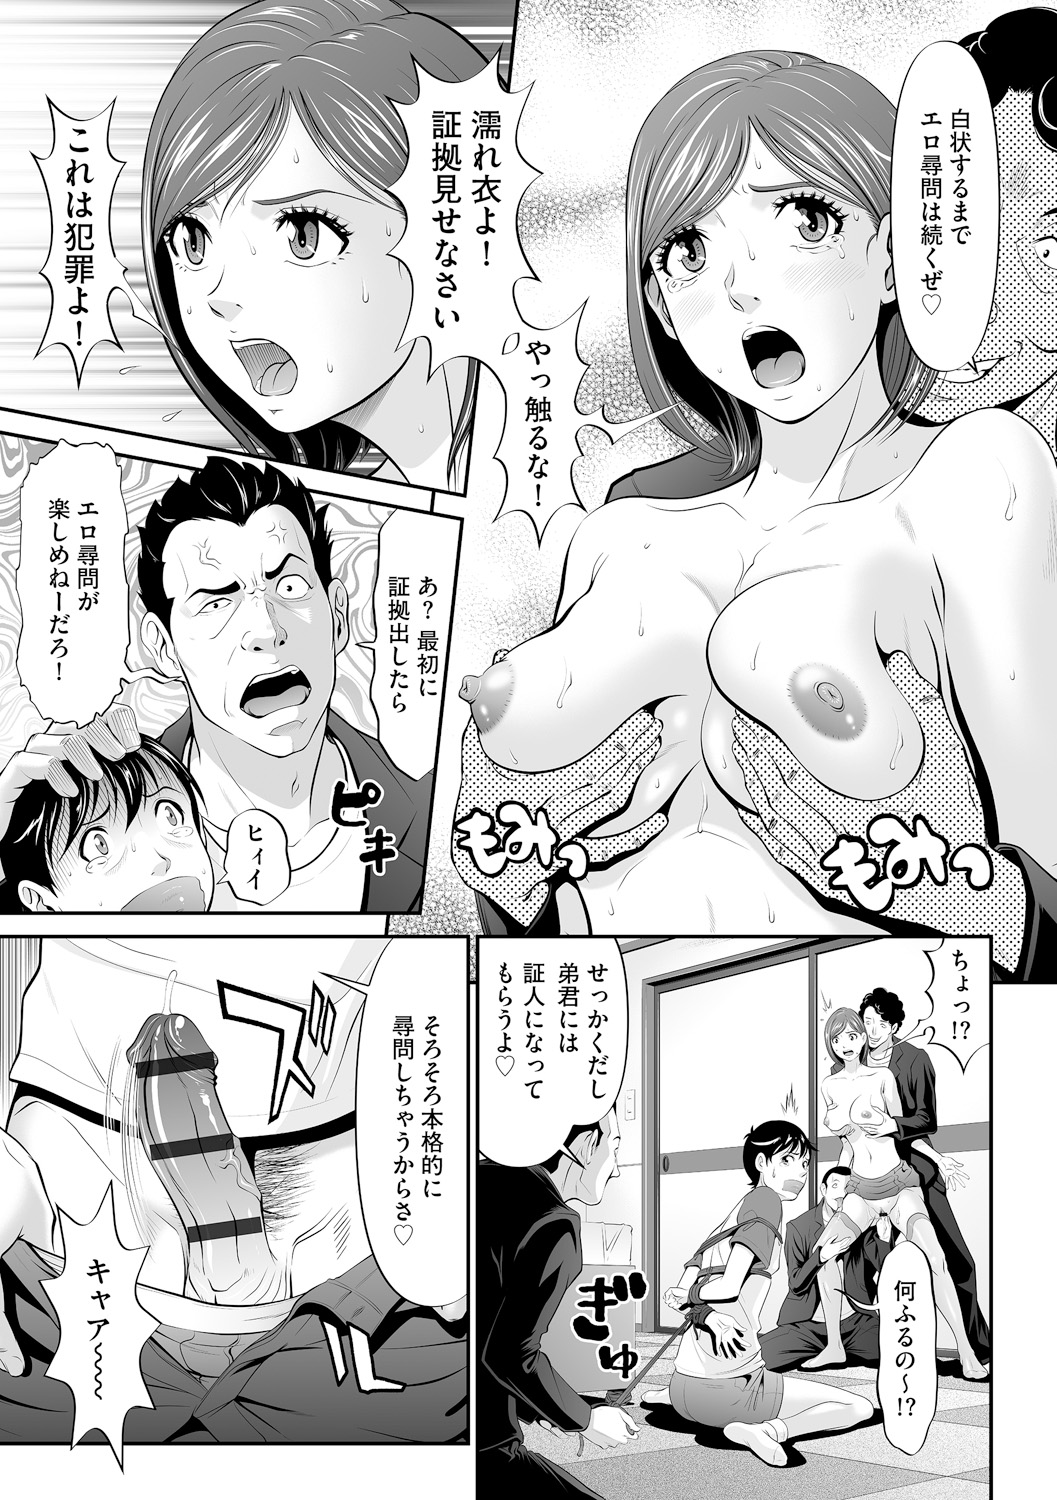 白状するまで
エロ尋問は続くぜ♡
やっ触るな！
もみっ
もみっ
濡れ衣よ！
証拠見せなさい
これは犯罪よ！
あ？最初に
証拠出したら
エロ尋問が
楽しめねーだろ！
ピキ
ヒィイ
ちょっ!?
せっかくだし
弟君には
証人になって
もらうよ♡
何ふるの〜!?
ぎゅ
そろそろ本格的に
尋問しちゃうからさ♡
ズッ
キャア〜〜